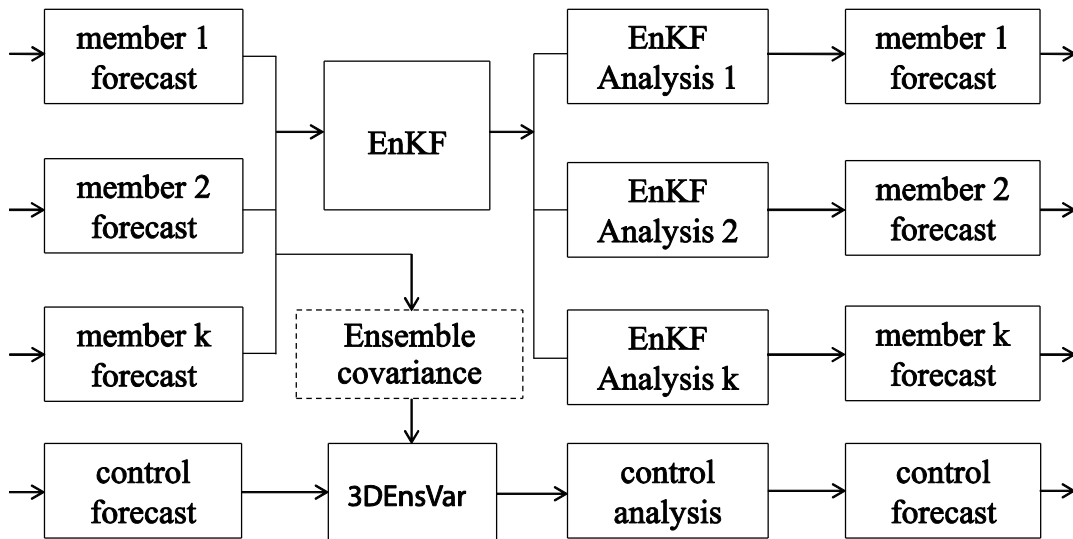 member 1
forecast
EnKF
EnKF
Analysis 1
member 1
forecast
member 2
forecast
EnKF
Analysis 2
member 2
forecast
member k
forecast
Ensemble
covariance
EnKF
Analysis k
member k
forecast
control
forecast
3DEnsVar
control
analysis
control
forecast